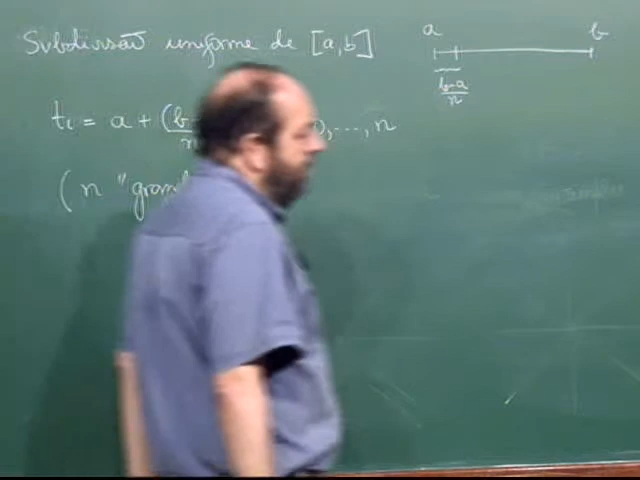 Subdivisão uniforme de [a,b]
a b
b-a
n
ti = a + (b
n
,..., n
( n "gran